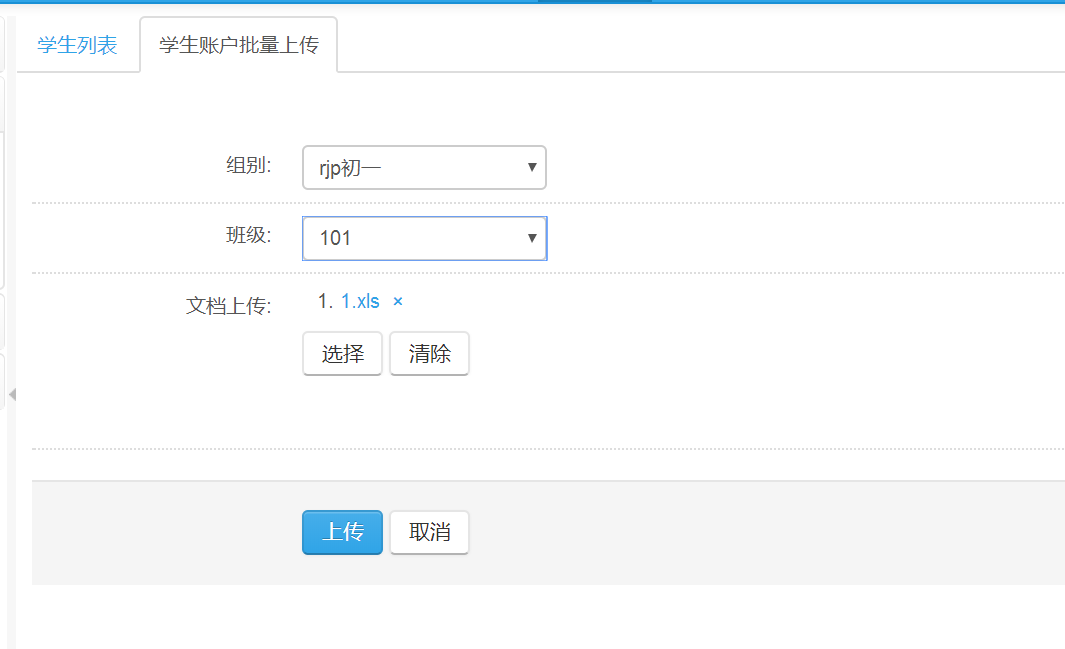 学生列表 学生账户批量上传
组别: rjp初一
班级: 101
文档上传: 1. 1.xls ×
选择 清除
上传 取消